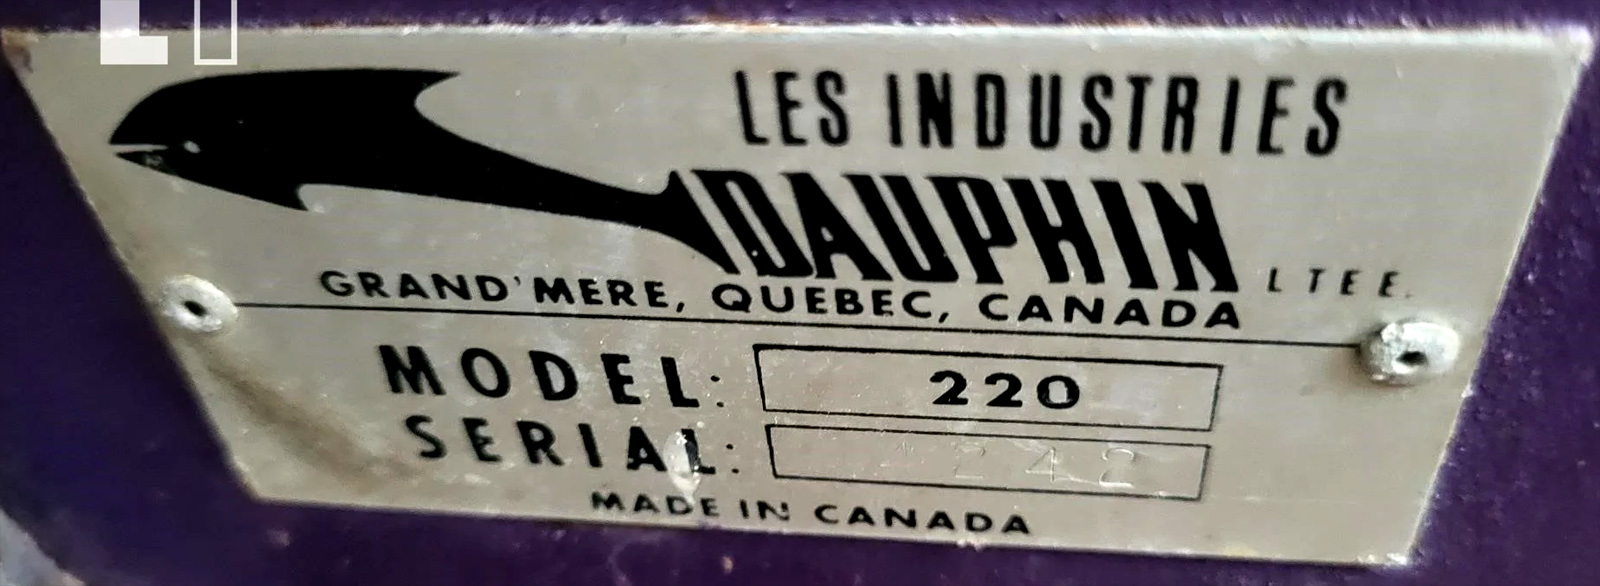 LES INDUSTRIES
DAUPHIN LTEE.
GRAND'MERE, QUEBEC, CANADA
MODEL: 220
SERIAL:
MADE IN CANADA